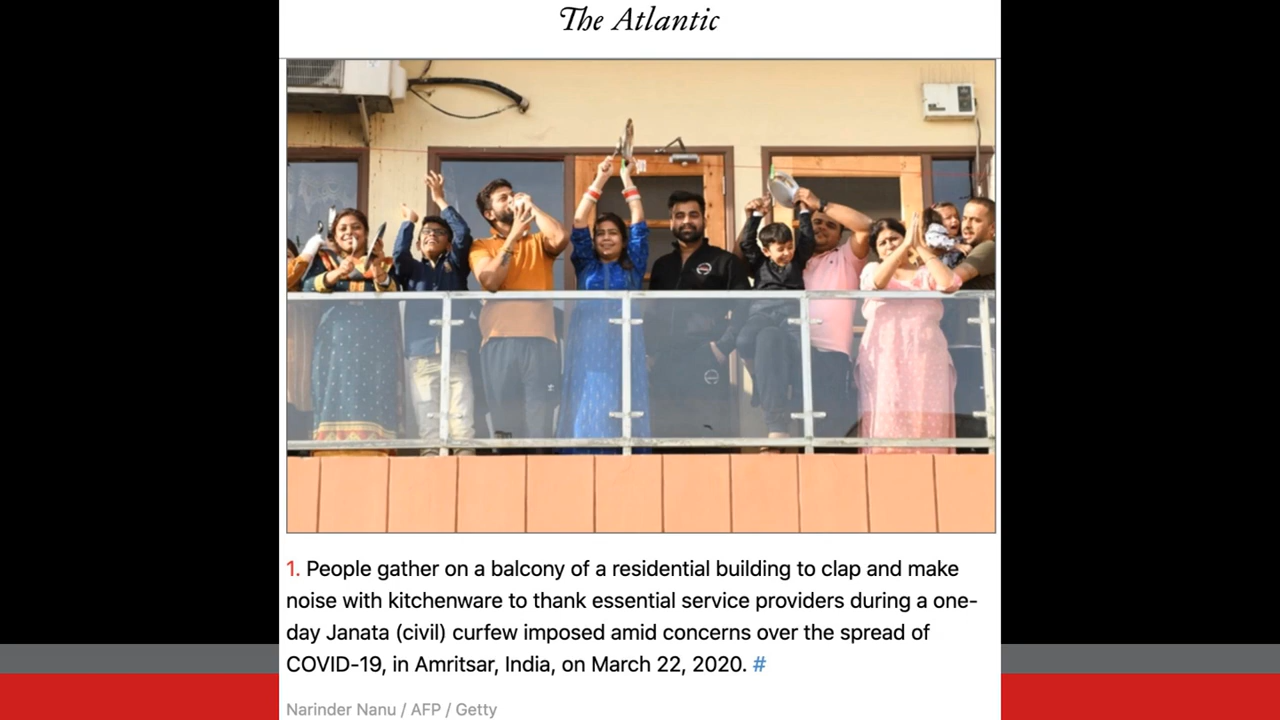 The Atlantic
1. People gather on a balcony of a residential building to clap and make
noise with kitchenware to thank essential service providers during a one-
day Janata (civil) curfew imposed amid concerns over the spread of
COVID-19, in Amritsar, India, on March 22, 2020. #
Narinder Nanu / AFP / Getty